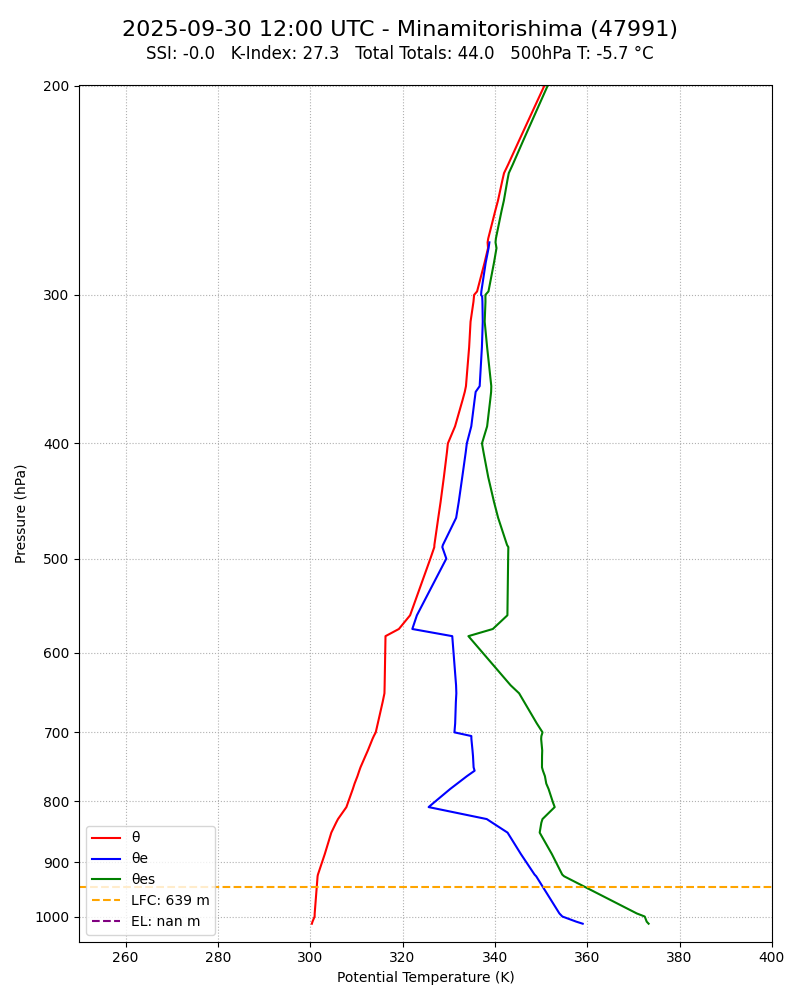 2025-09-30 12:00 UTC - Minamitorishima (47991)
SSI: -0.0   K-Index: 27.3   Total Totals: 44.0   500hPa T: -5.7 °C
200
300
400
500
600
700
800
900
1000
Pressure (hPa)
θ
θe
θes
LFC: 639 m
EL: nan m
260 280 300 320 340 360 380 400
Potential Temperature (K)